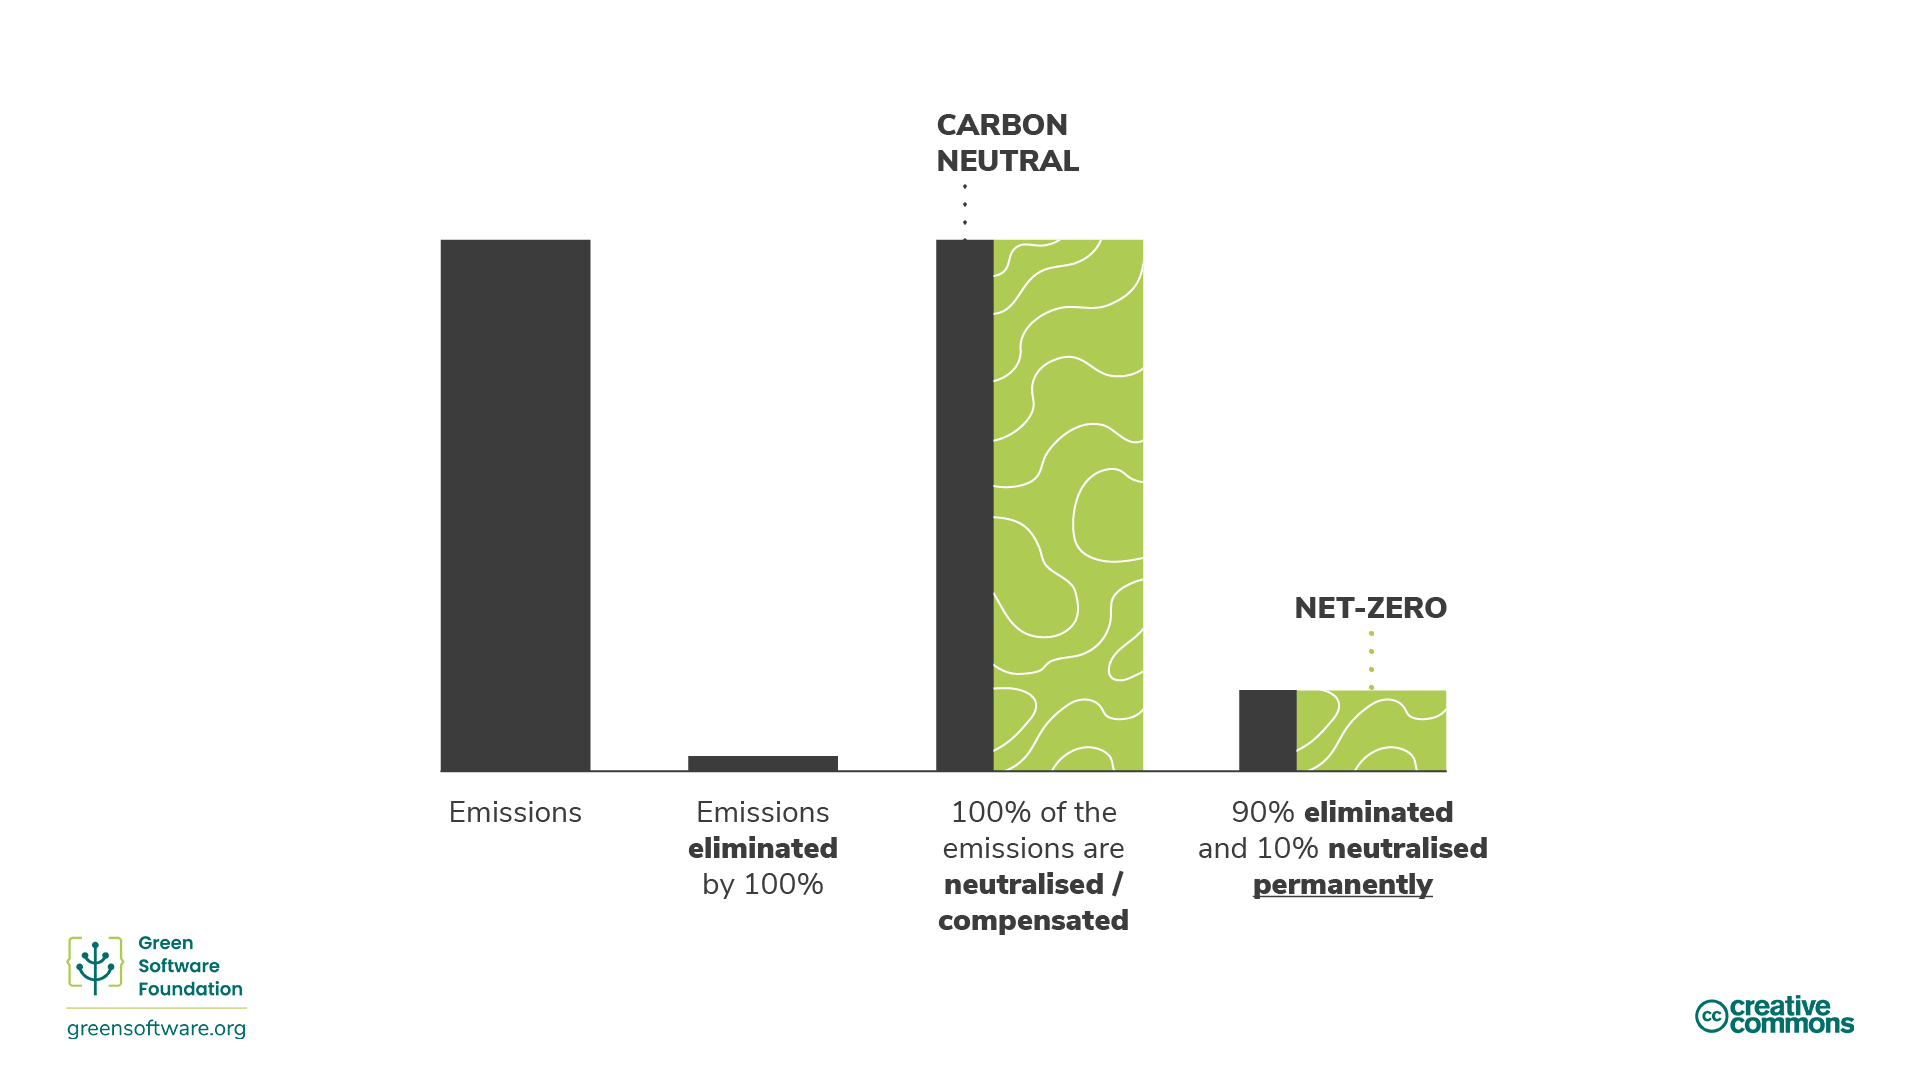 CARBON
NEUTRAL
NET-ZERO
Emissions
Emissions
eliminated
by 100%
100% of the
emissions are
neutralised /
compensated
90% eliminated
and 10% neutralised
permanently
Green
Software
Foundation
greensoftware.org
cc creative
commons